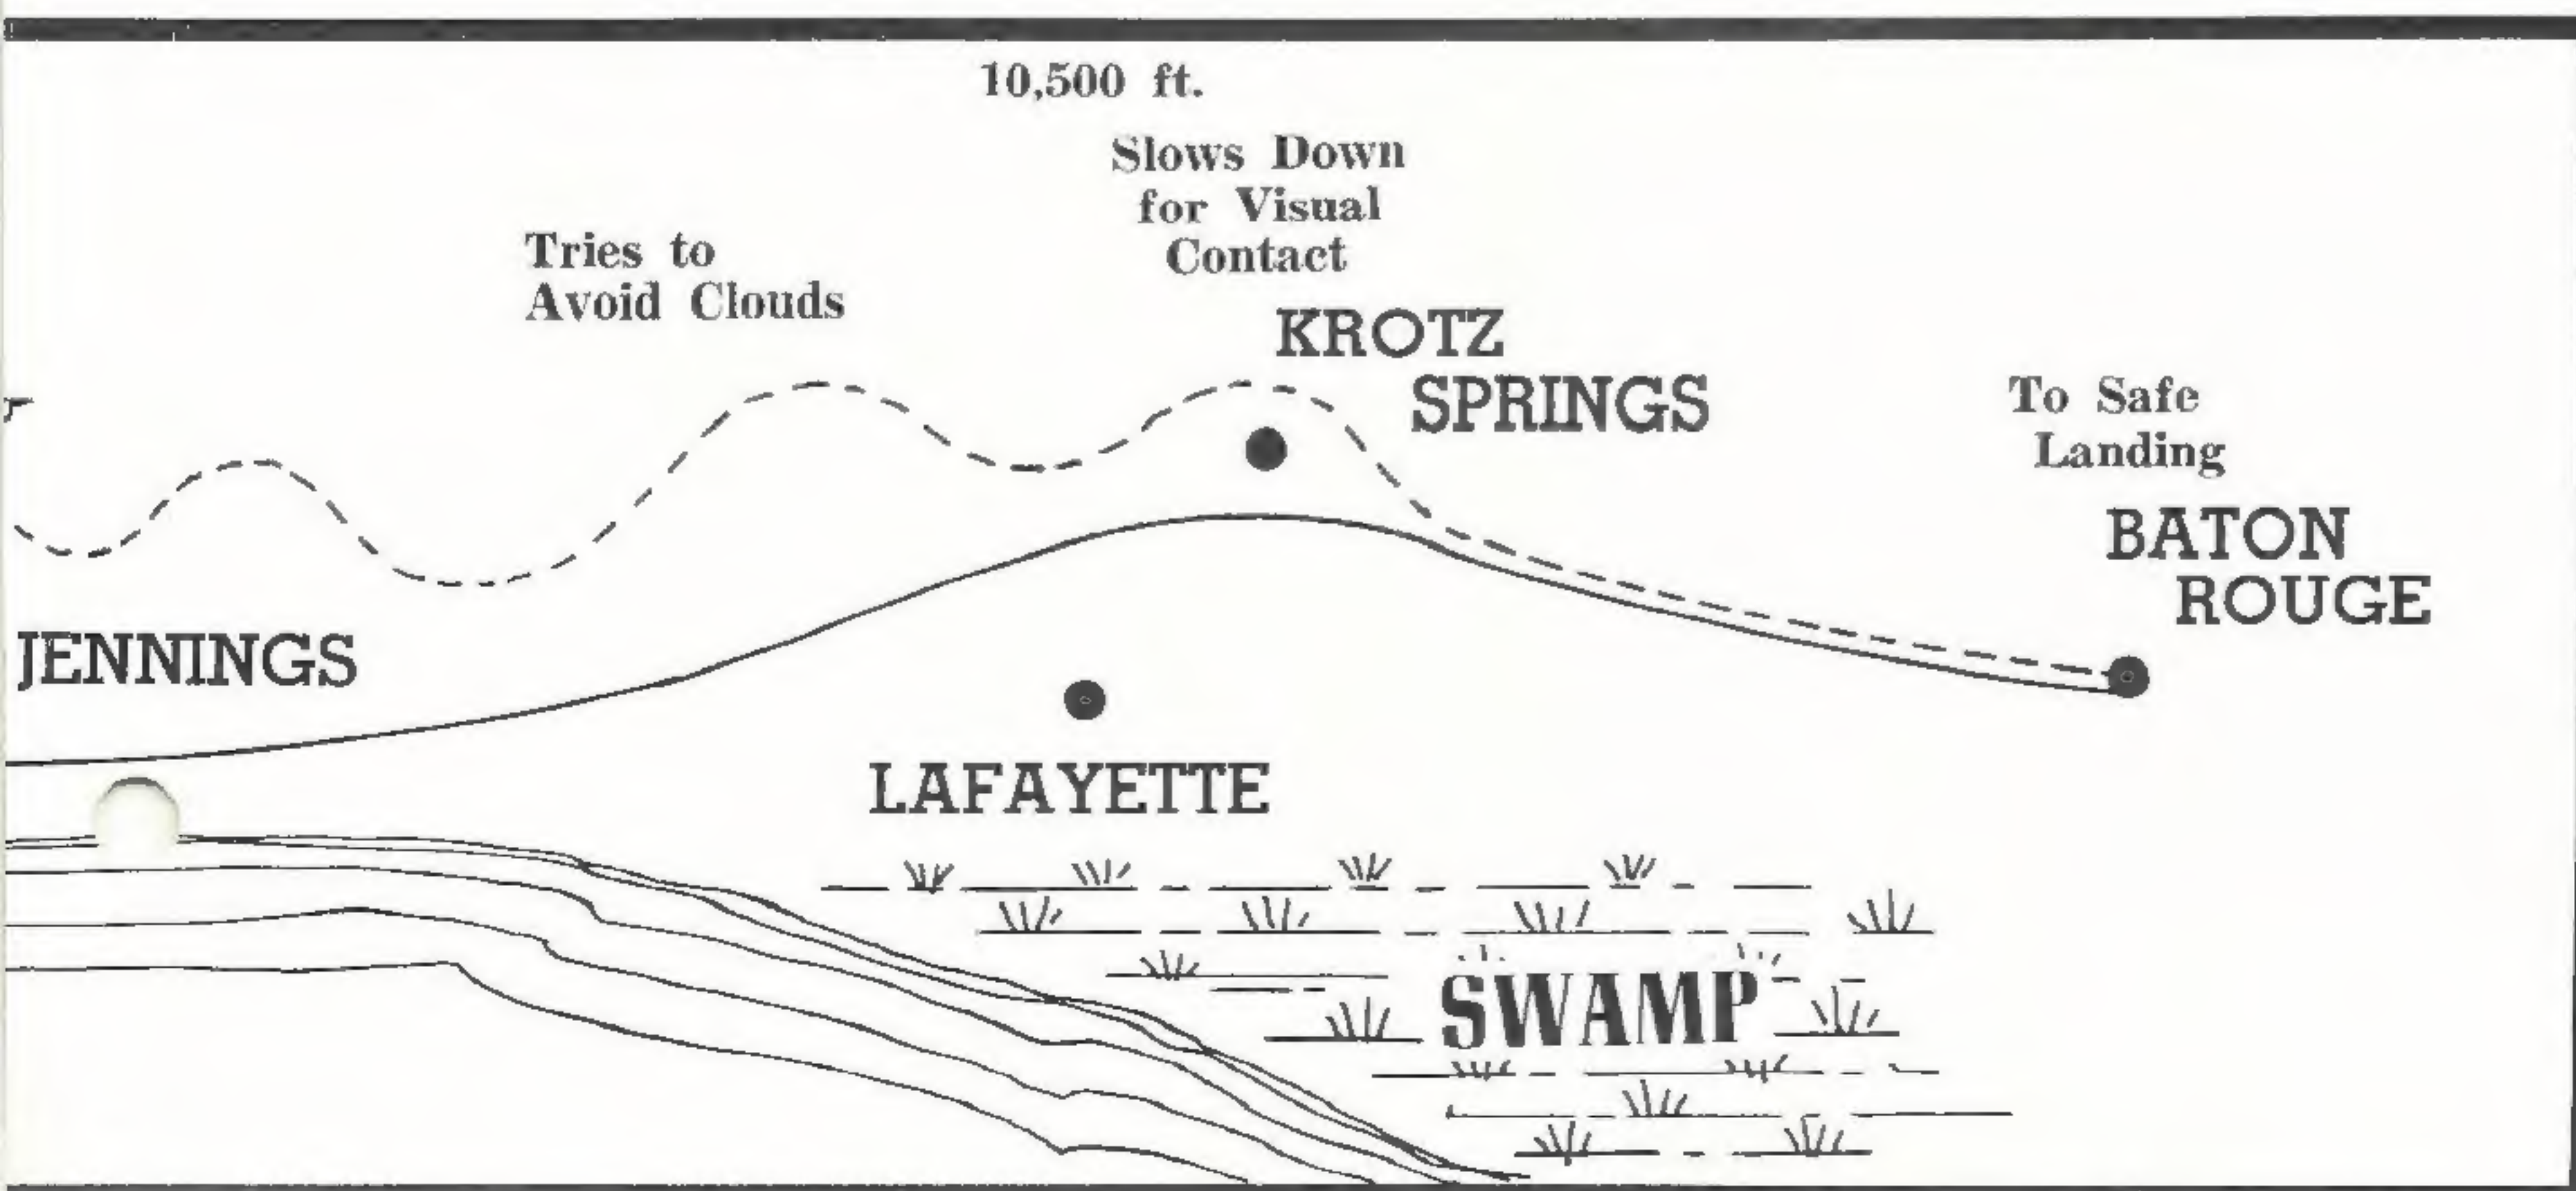 10,500 ft.
Slows Down
for Visual
Contact
Tries to
Avoid Clouds
KROTZ
SPRINGS
To Safe
Landing
BATON
ROUGE
JENNINGS
LAFAYETTE
SWAMP